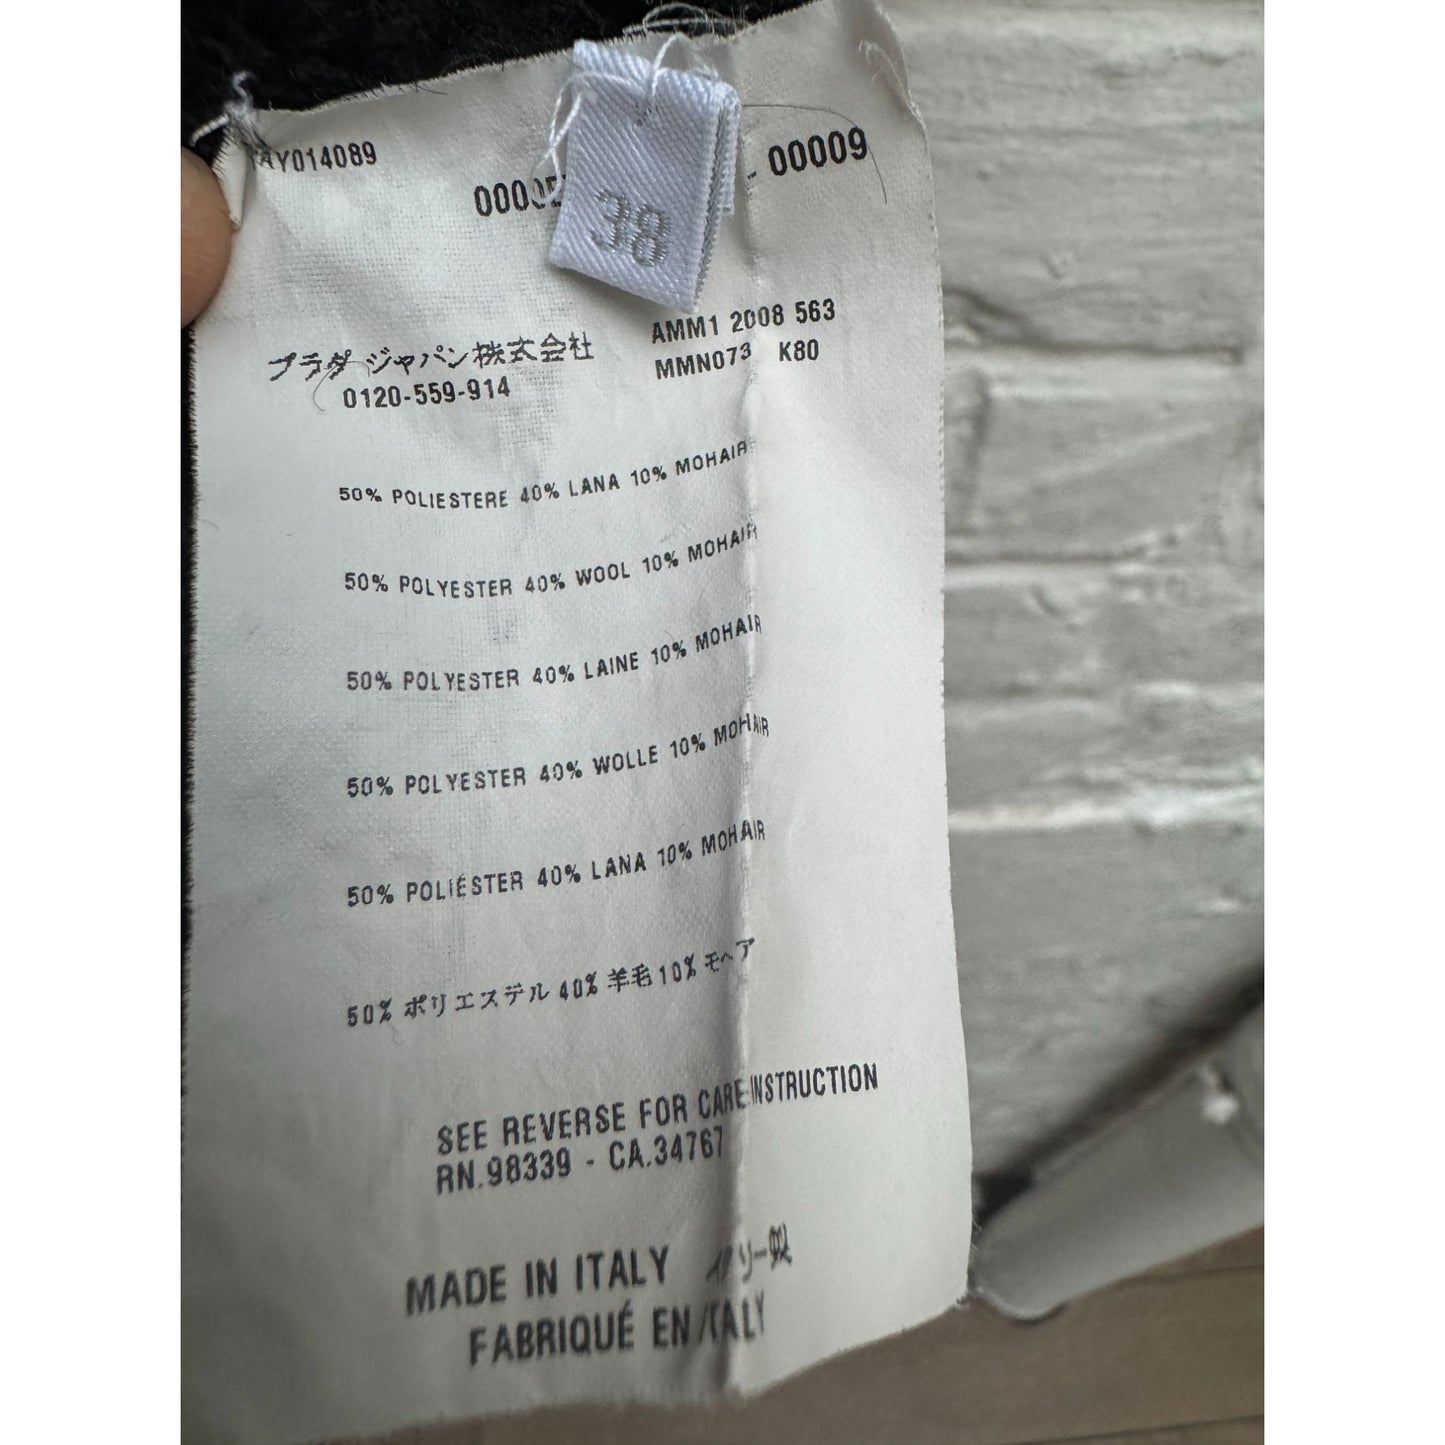 AY014089
000 00009
38
プラダ ジャパン株式会社
0120-559-914
AMM1 2008 563
MMN073 K80
50% POLIESTERE 40% LANA 10% MOHAIR
50% POLYESTER 40% WOOL 10% MOHAIR
50% POLYESTER 40% LAINE 10% MOHAIR
50% POLYESTER 40% WOLLE 10% MOHAIR
50% POLIÉSTER 40% LANA 10% MOHAIR
50% ポリエステル 40% 羊毛 10% モヘア
SEE REVERSE FOR CARE INSTRUCTION
RN.98339 - CA.34767
MADE IN ITALY イタリー製
FABRIQUÉ EN ITALY